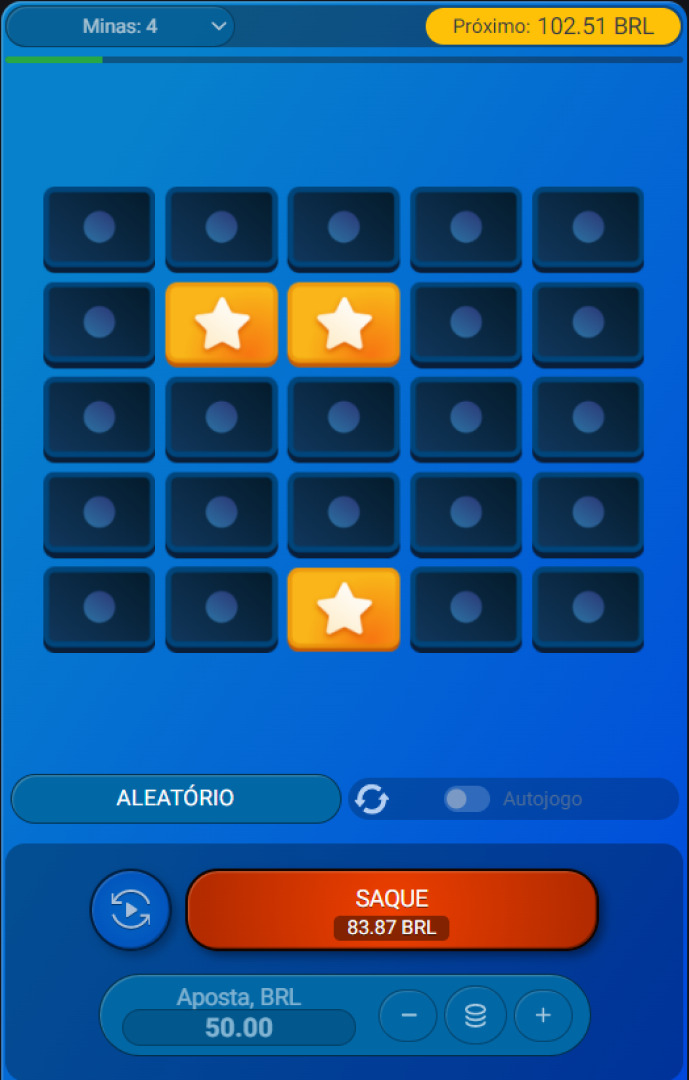 Minas: 4
Próximo: 102.51 BRL
ALEATÓRIO
Autojogo
SAQUE
83.87 BRL
Aposta, BRL
50.00